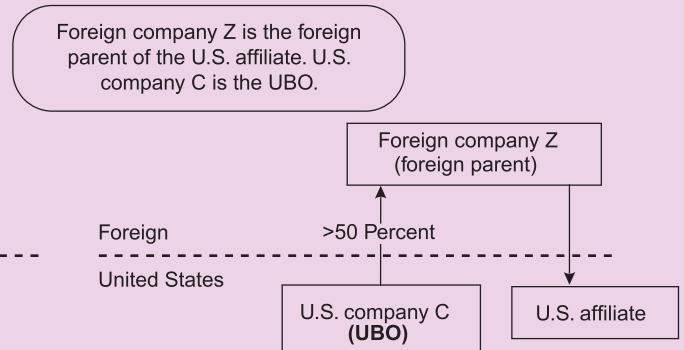 Foreign company Z is the foreign
parent of the U.S. affiliate. U.S.
company C is the UBO.
Foreign company Z
(foreign parent)
Foreign
>50 Percent
United States
U.S. company C
(UBO)
U.S. affiliate